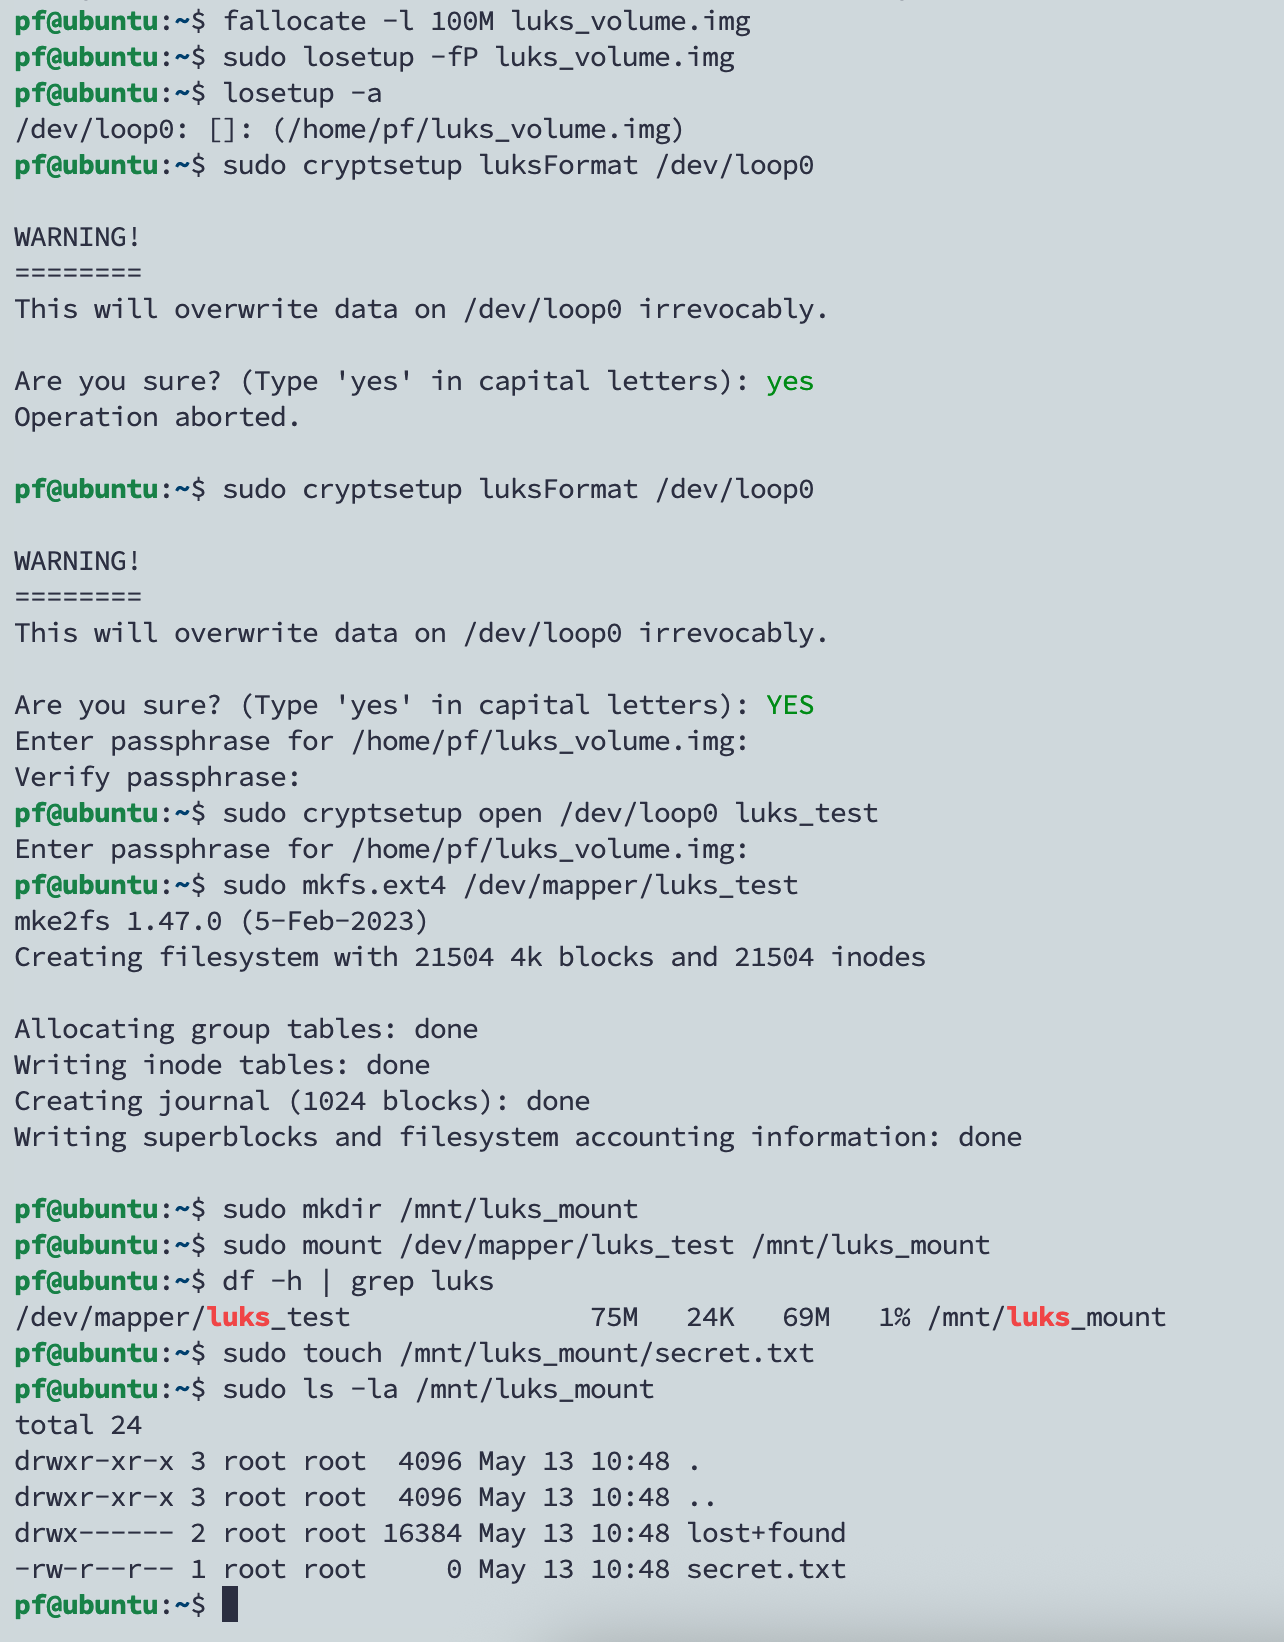 pf@ubuntu:~$ fallocate -l 100M luks_volume.img
pf@ubuntu:~$ sudo losetup -fP luks_volume.img
pf@ubuntu:~$ losetup -a
/dev/loop0: []: (/home/pf/luks_volume.img)
pf@ubuntu:~$ sudo cryptsetup luksFormat /dev/loop0

WARNING!
========
This will overwrite data on /dev/loop0 irrevocably.

Are you sure? (Type 'yes' in capital letters): yes
Operation aborted.

pf@ubuntu:~$ sudo cryptsetup luksFormat /dev/loop0

WARNING!
========
This will overwrite data on /dev/loop0 irrevocably.

Are you sure? (Type 'yes' in capital letters): YES
Enter passphrase for /home/pf/luks_volume.img:
Verify passphrase:
pf@ubuntu:~$ sudo cryptsetup open /dev/loop0 luks_test
Enter passphrase for /home/pf/luks_volume.img:
pf@ubuntu:~$ sudo mkfs.ext4 /dev/mapper/luks_test
mke2fs 1.47.0 (5-Feb-2023)
Creating filesystem with 21504 4k blocks and 21504 inodes

Allocating group tables: done
Writing inode tables: done
Creating journal (1024 blocks): done
Writing superblocks and filesystem accounting information: done

pf@ubuntu:~$ sudo mkdir /mnt/luks_mount
pf@ubuntu:~$ sudo mount /dev/mapper/luks_test /mnt/luks_mount
pf@ubuntu:~$ df -h | grep luks
/dev/mapper/luks_test               75M   24K   69M   1% /mnt/luks_mount
pf@ubuntu:~$ sudo touch /mnt/luks_mount/secret.txt
pf@ubuntu:~$ sudo ls -la /mnt/luks_mount
total 24
drwxr-xr-x 3 root root  4096 May 13 10:48 .
drwxr-xr-x 3 root root  4096 May 13 10:48 ..
drwx------ 2 root root 16384 May 13 10:48 lost+found
-rw-r--r-- 1 root root     0 May 13 10:48 secret.txt
pf@ubuntu:~$